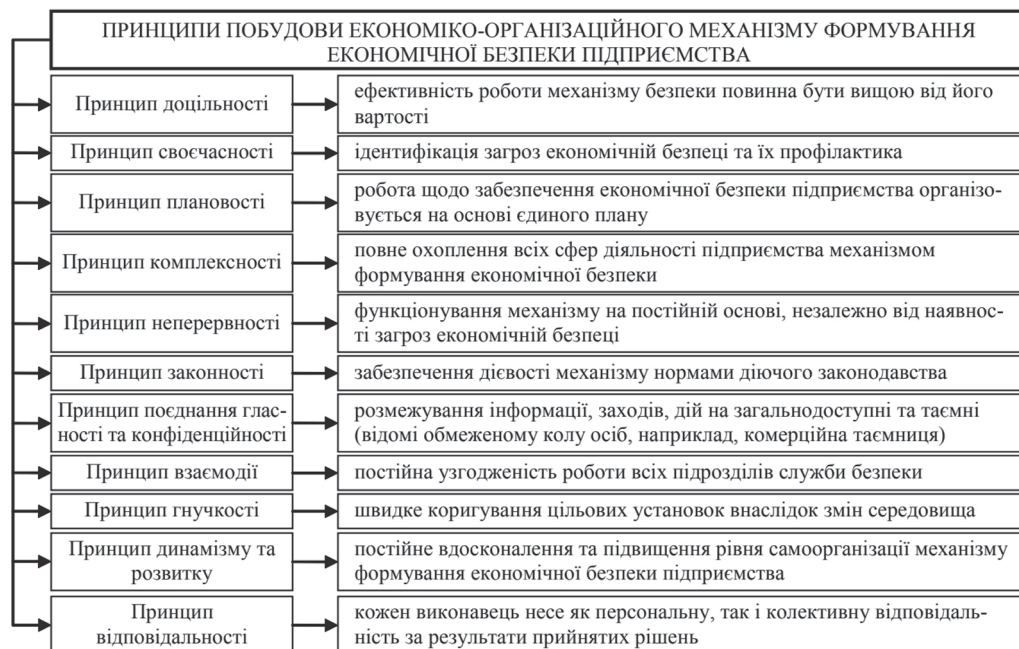 ПРИНЦИПИ ПОБУДОВИ ЕКОНОМІКО-ОРГАНІЗАЦІЙНОГО МЕХАНІЗМУ ФОРМУВАННЯ
ЕКОНОМІЧНОЇ БЕЗПЕКИ ПІДПРИЄМСТВА
Принцип доцільності
ефективність роботи механізму безпеки повинна бути вищою від його
вартості
Принцип своєчасності
ідентифікація загроз економічній безпеці та їх профілактика
Принцип плановості
робота щодо забезпечення економічної безпеки підприємства організо-
вується на основі єдиного плану
Принцип комплексності
повне охоплення всіх сфер діяльності підприємства механізмом
формування економічної безпеки
Принцип неперервності
функціонування механізму на постійній основі, незалежно від наявнос-
ті загроз економічній безпеці
Принцип законності
забезпечення дієвості механізму нормами діючого законодавства
Принцип поєднання глас-
ності та конфіденційності
розмежування інформації, заходів, дій на загальнодоступні та таємні
(відомі обмеженому колу осіб, наприклад, комерційна таємниця)
Принцип взаємодії
постійна узгодженість роботи всіх підрозділів служби безпеки
Принцип гнучкості
швидке коригування цільових установок внаслідок змін середовища
Принцип динамізму та
розвитку
постійне вдосконалення та підвищення рівня самоорганізації механізму
формування економічної безпеки підприємства
Принцип
відповідальності
кожен виконавець несе як персональну, так і колективну відповідаль-
ність за результати прийнятих рішень